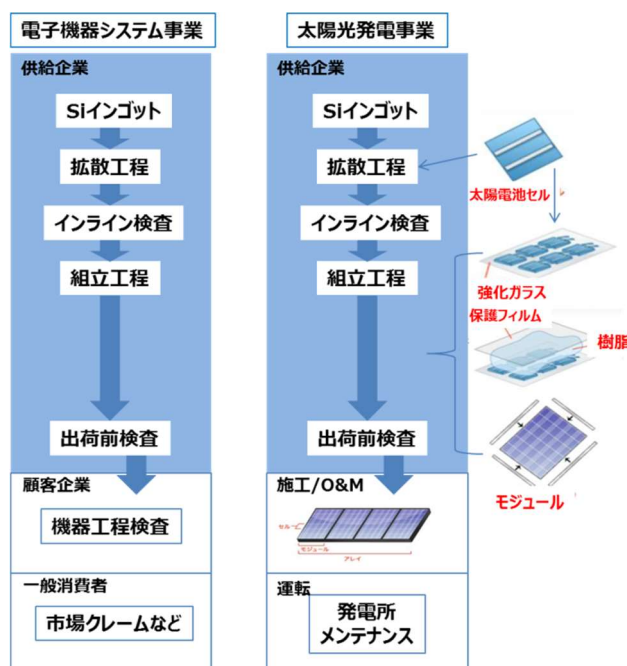 電子機器システム事業
供給企業
Siインゴット
拡散工程
インライン検査
組立工程
出荷前検査
顧客企業
機器工程検査
一般消費者
市場クレームなど
太陽光発電事業
供給企業
Siインゴット
拡散工程
インライン検査
組立工程
出荷前検査
施工/O&M
セル
モジュール
アレイ
運転
発電所
メンテナンス
太陽電池セル
強化ガラス
保護フィルム
樹脂
モジュール